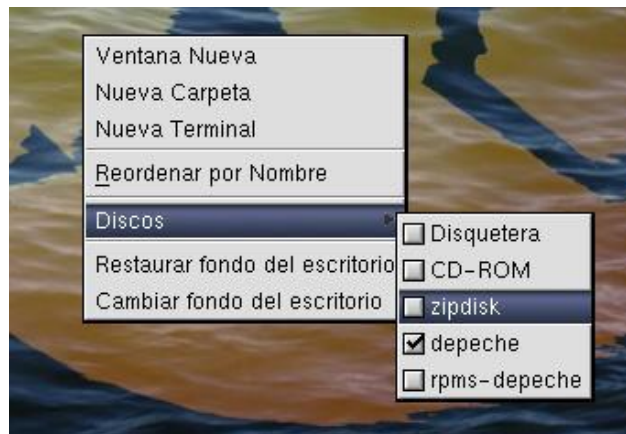 Ventana Nueva
Nueva Carpeta
Nueva Terminal
Reordenar por Nombre
Discos
Restaurar fondo del escritorio
Cambiar fondo del escritorio
Disquetera
CD-ROM
zipdisk
depeche
rpms-depeche